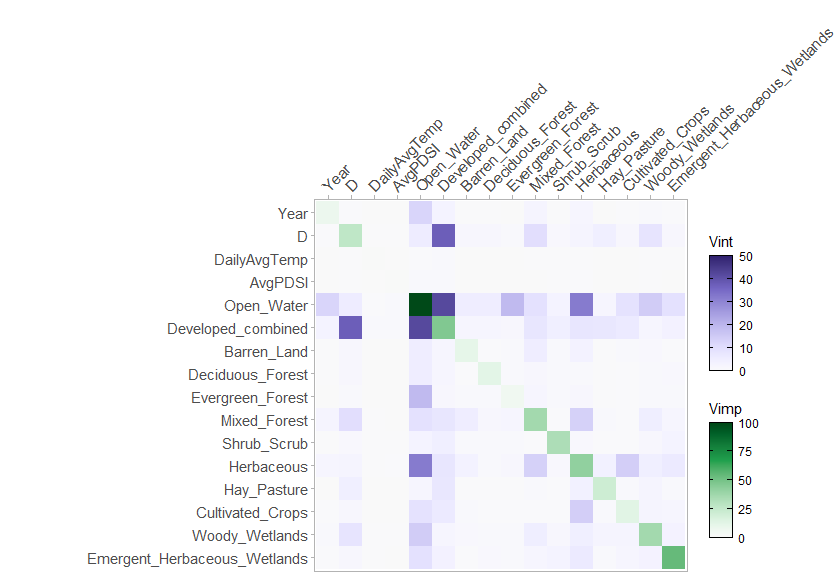 Year
D
DailyAvgTemp
AvgPDSI
Open_Water
Developed_combined
Barren_Land
Deciduous_Forest
Evergreen_Forest
Mixed_Forest
Shrub_Scrub
Herbaceous
Hay_Pasture
Cultivated_Crops
Woody_Wetlands
Emergent_Herbaceous_Wetlands
Year
D
DailyAvgTemp
AvgPDSI
Open_Water
Developed_combined
Barren_Land
Deciduous_Forest
Evergreen_Forest
Mixed_Forest
Shrub_Scrub
Herbaceous
Hay_Pasture
Cultivated_Crops
Woody_Wetlands
Emergent_Herbaceous_Wetlands
Vint
50
40
30
20
10
0
Vimp
100
75
50
25
0